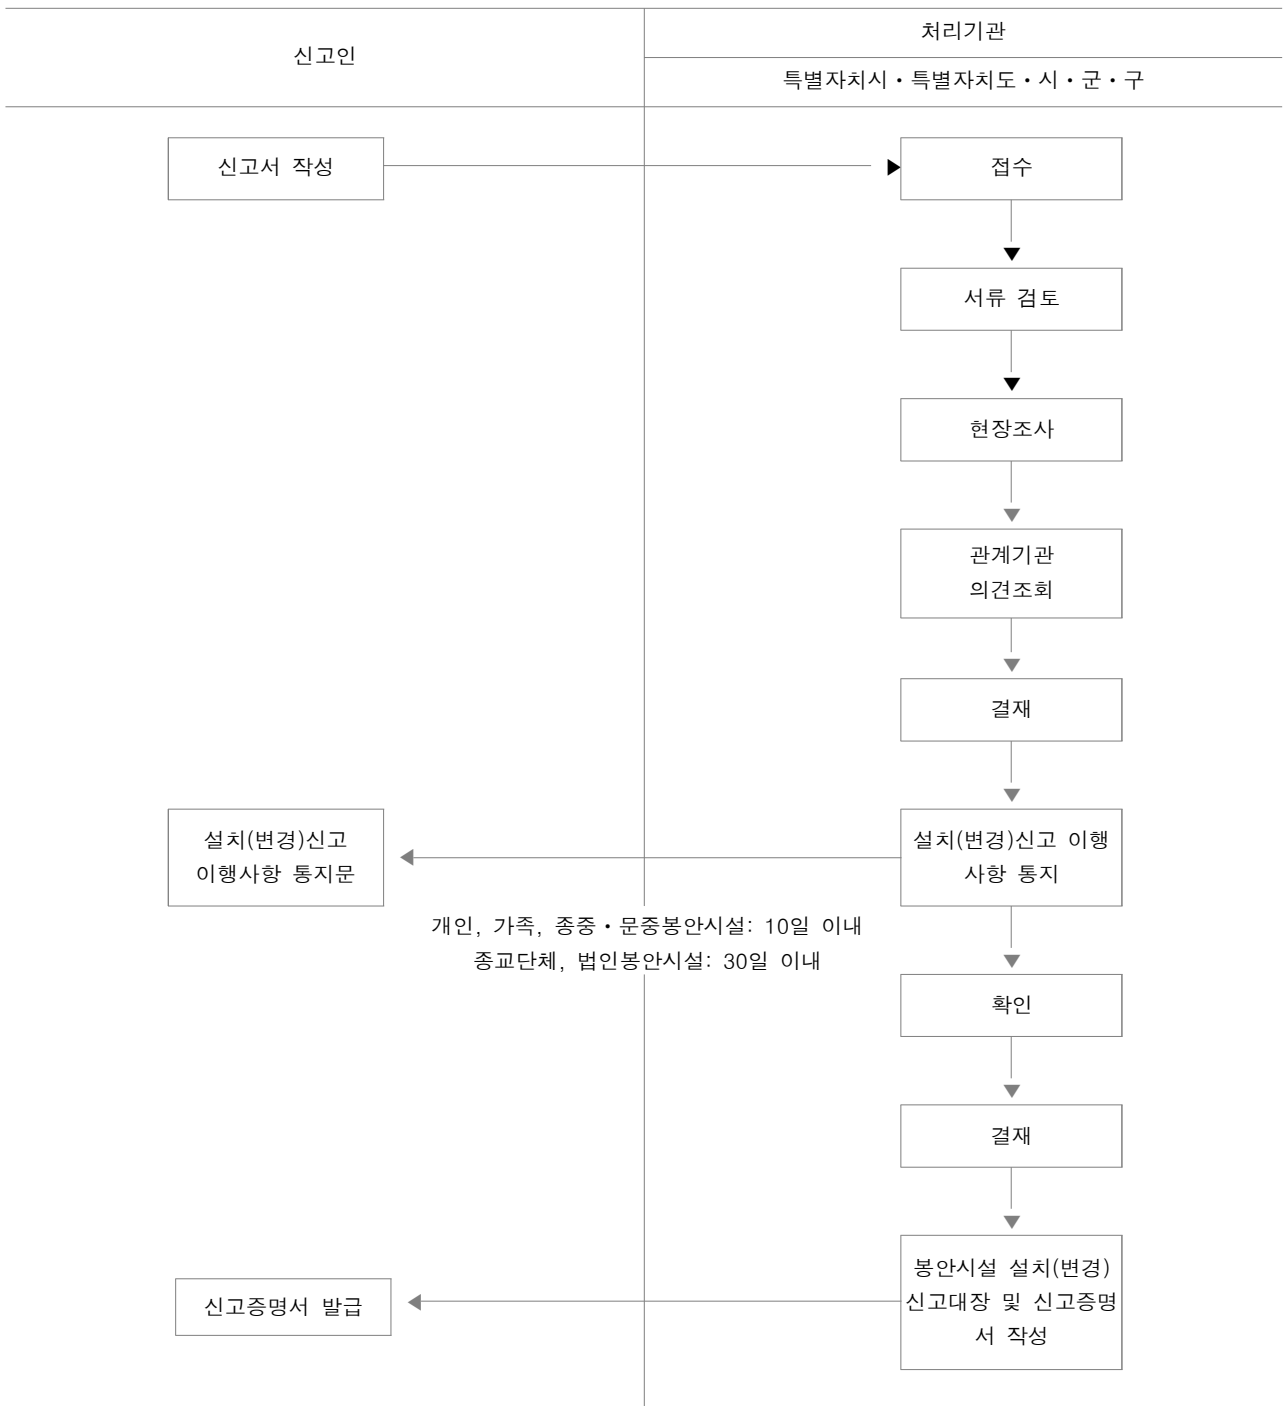 신고인
처리기관
특별자치시・특별자치도・시・군・구
신고서 작성
접수
서류 검토
현장조사
관계기관
의견조회
결재
설치(변경)신고
이행사항 통지문
설치(변경)신고 이행
사항 통지
개인, 가족, 종중・문중봉안시설: 10일 이내
종교단체, 법인봉안시설: 30일 이내
확인
결재
신고증명서 발급
봉안시설 설치(변경)
신고대장 및 신고증명
서 작성